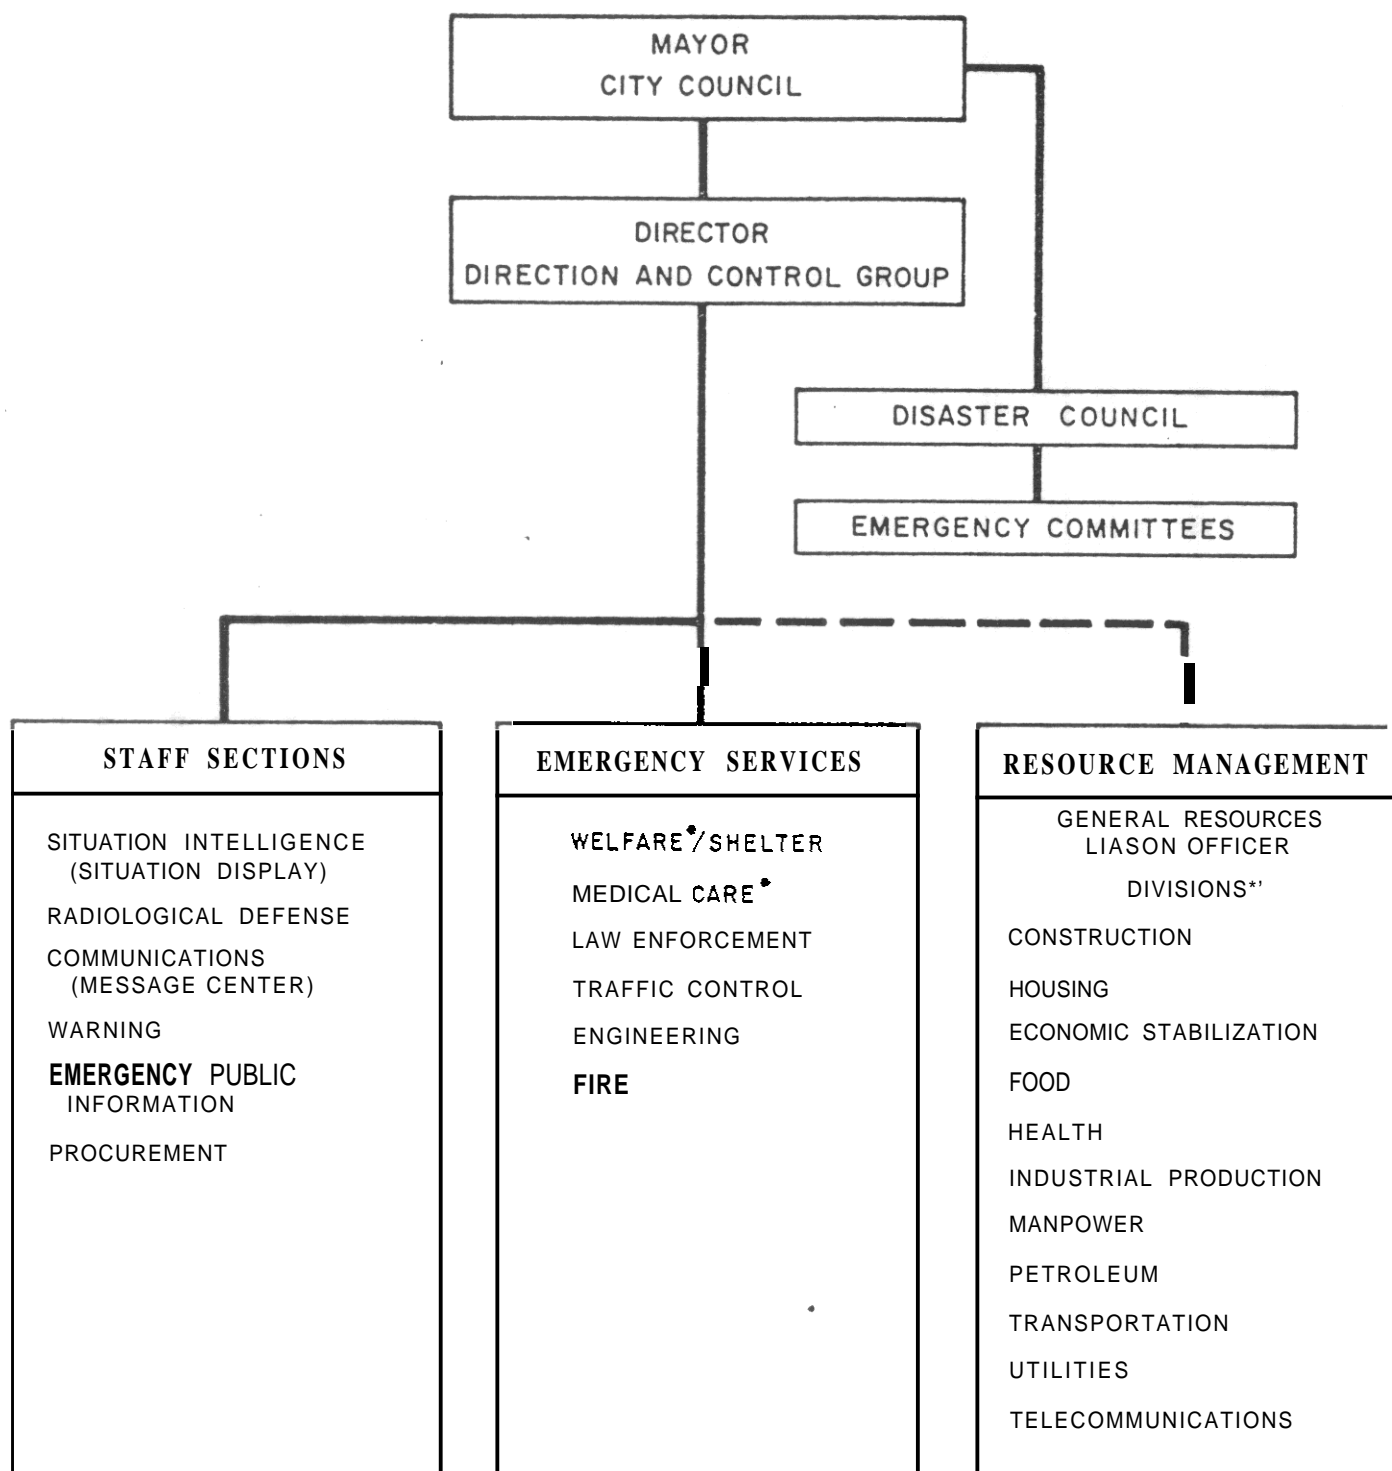 MAYOR
CITY COUNCIL
DIRECTOR
DIRECTION AND CONTROL GROUP
DISASTER COUNCIL
EMERGENCY COMMITTEES
STAFF SECTIONS
SITUATION INTELLIGENCE
(SITUATION DISPLAY)
RADIOLOGICAL DEFENSE
COMMUNICATIONS
(MESSAGE CENTER)
WARNING
EMERGENCY PUBLIC
INFORMATION
PROCUREMENT
EMERGENCY SERVICES
WELFARE*/SHELTER
MEDICAL CARE*
LAW ENFORCEMENT
TRAFFIC CONTROL
ENGINEERING
FIRE
RESOURCE MANAGEMENT
GENERAL RESOURCES
LIASON OFFICER
DIVISIONS*'
CONSTRUCTION
HOUSING
ECONOMIC STABILIZATION
FOOD
HEALTH
INDUSTRIAL PRODUCTION
MANPOWER
PETROLEUM
TRANSPORTATION
UTILITIES
TELECOMMUNICATIONS